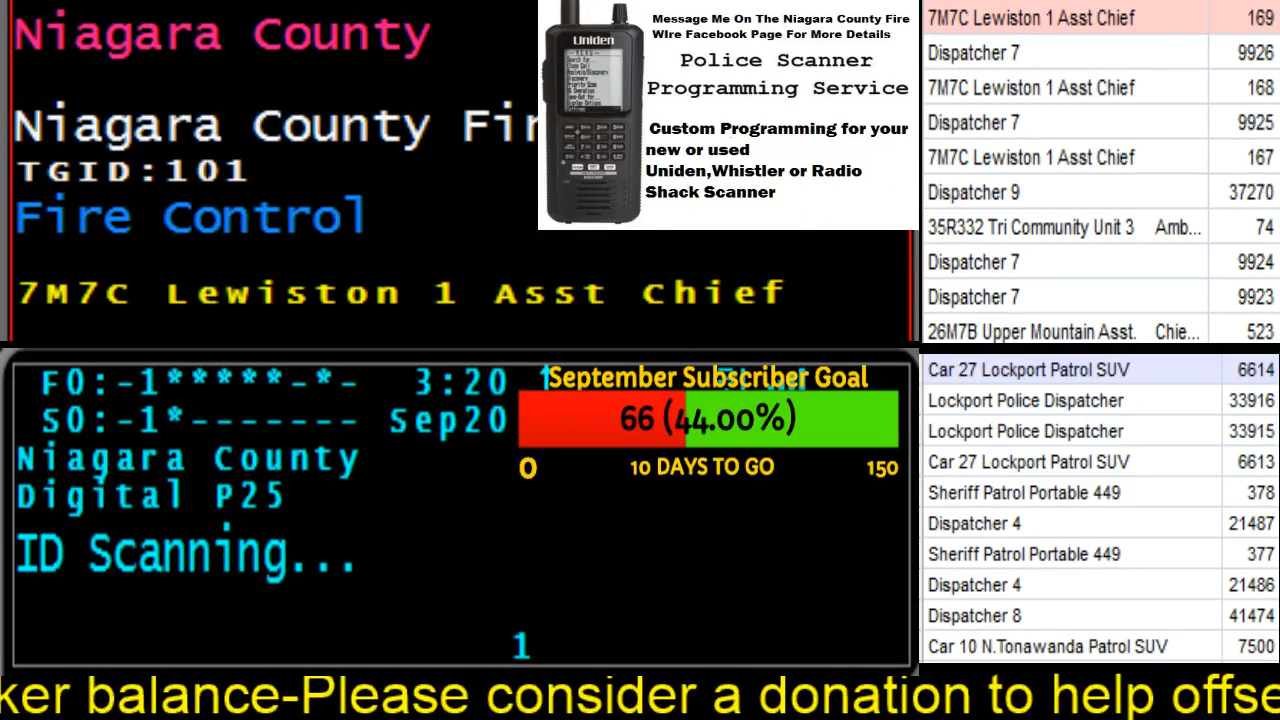 Niagara County
Niagara County Fir
TGID:101
Fire Control
7M7C Lewiston 1 Asst Chief
Uniden
Message Me On The Niagara County Fire
WIre Facebook Page For More Details
Police Scanner
Programming Service
Custom Programming for your
new or used
Uniden,Whistler or Radio
Shack Scanner
7M7C Lewiston 1 Asst Chief 169
Dispatcher 7 9926
7M7C Lewiston 1 Asst Chief 168
Dispatcher 7 9925
7M7C Lewiston 1 Asst Chief 167
Dispatcher 9 37270
35R332 Tri Community Unit 3 Amb... 74
Dispatcher 7 9924
Dispatcher 7 9923
26M7B Upper Mountain Asst. Chie... 523
F0:-1*****-*- 3:20
S0:-1*------- Sep20
Niagara County
Digital P25
ID Scanning...
1
September Subscriber Goal
66 (44.00%)
0 10 DAYS TO GO 150
Car 27 Lockport Patrol SUV 6614
Lockport Police Dispatcher 33916
Lockport Police Dispatcher 33915
Car 27 Lockport Patrol SUV 6613
Sheriff Patrol Portable 449 378
Dispatcher 4 21487
Sheriff Patrol Portable 449 377
Dispatcher 4 21486
Dispatcher 8 41474
Car 10 N.Tonawanda Patrol SUV 7500
ker balance-Please consider a donation to help offse